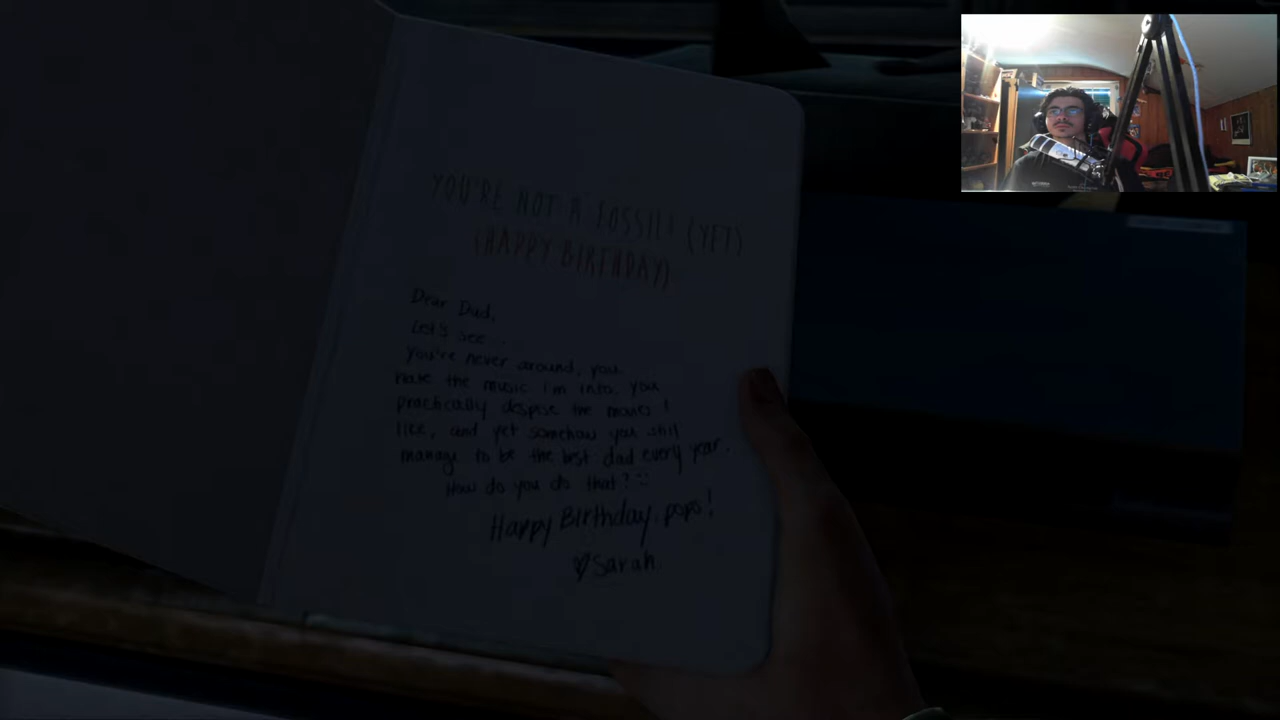 YOU'RE NOT A FOSSIL! (YET)
(HAPPY BIRTHDAY)
Dear Dad,
Let's see...
you're never around, you
hate the music i'm into, you
practically despise the movies i
like, and yet somehow you still
manage to be the best dad every year.
How do you do that? :)
Happy Birthday, pops!
♥Sarah